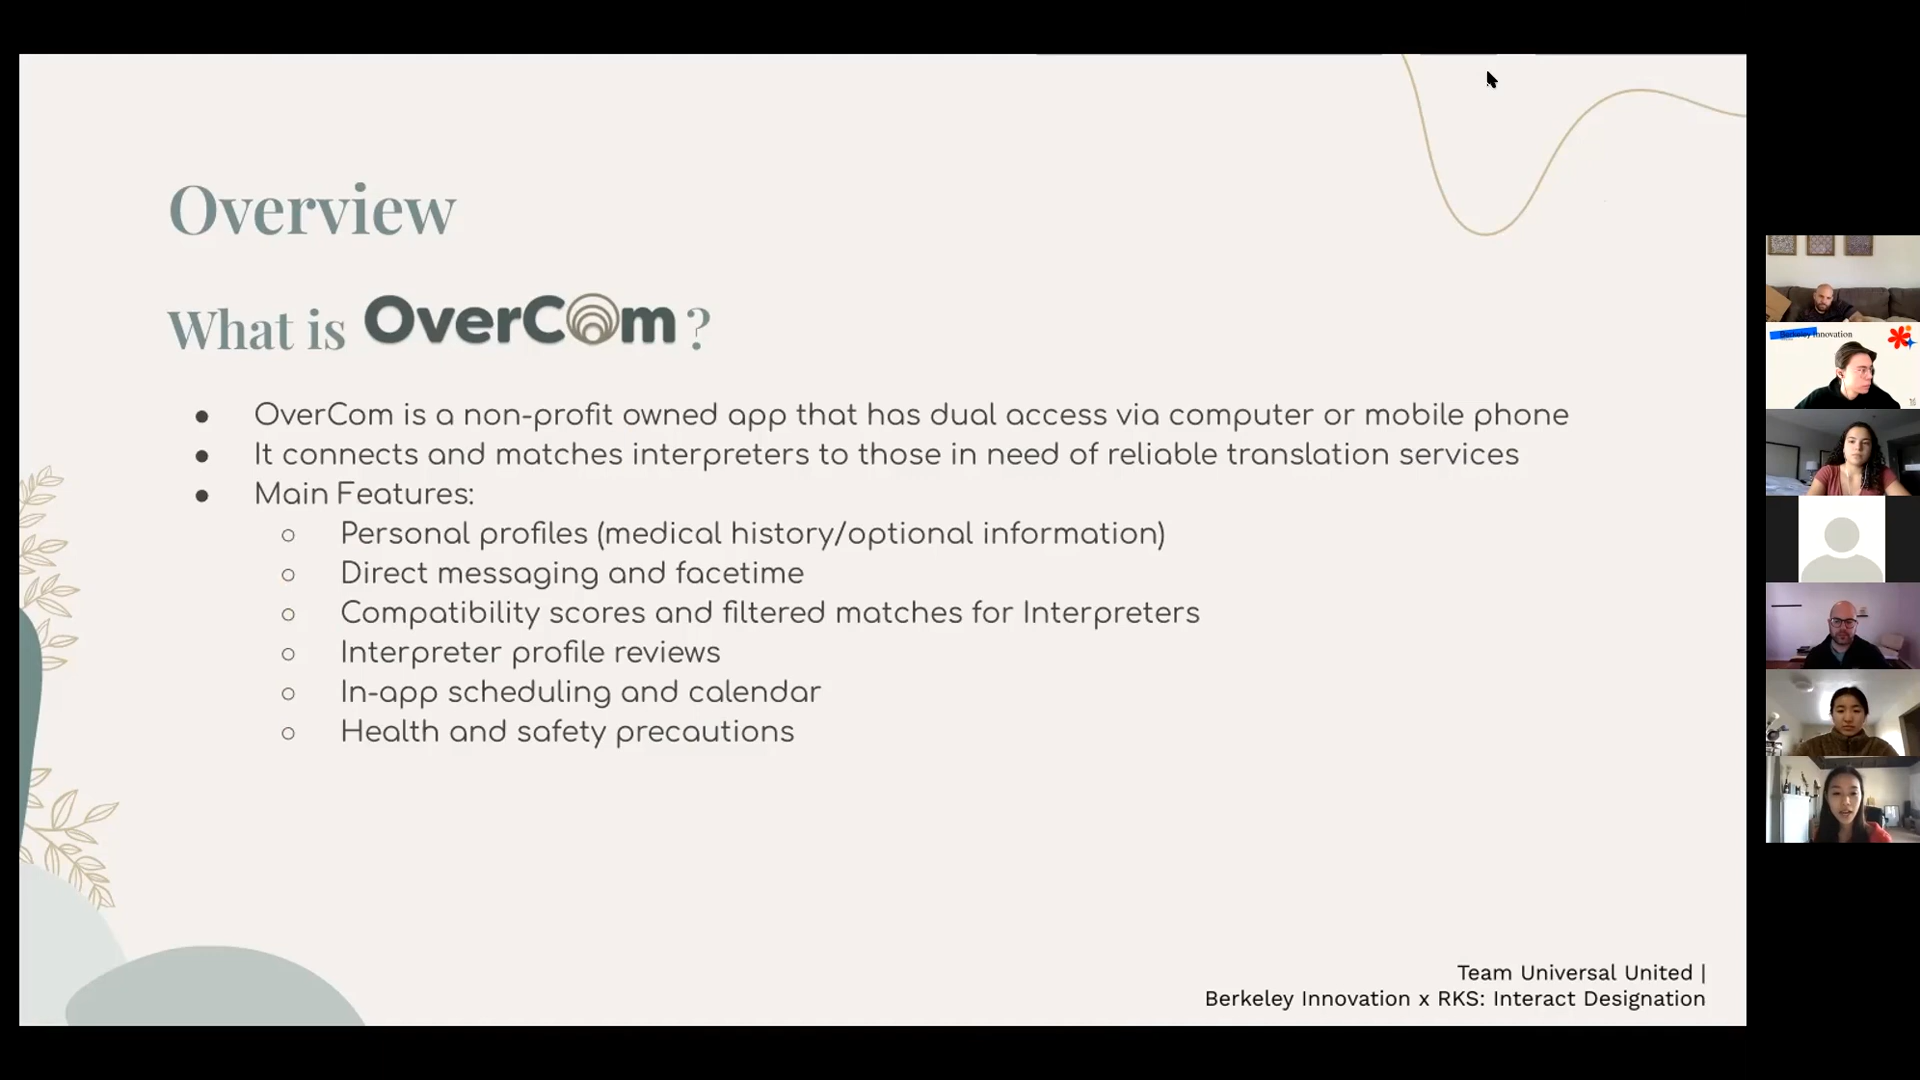 Overview
What is OverCom ?
● OverCom is a non-profit owned app that has dual access via computer or mobile phone
● It connects and matches interpreters to those in need of reliable translation services
● Main Features:
○ Personal profiles (medical history/optional information)
○ Direct messaging and facetime
○ Compatibility scores and filtered matches for Interpreters
○ Interpreter profile reviews
○ In-app scheduling and calendar
○ Health and safety precautions
Team Universal United |
Berkeley Innovation x RKS: Interact Designation
Berkeley Innovation